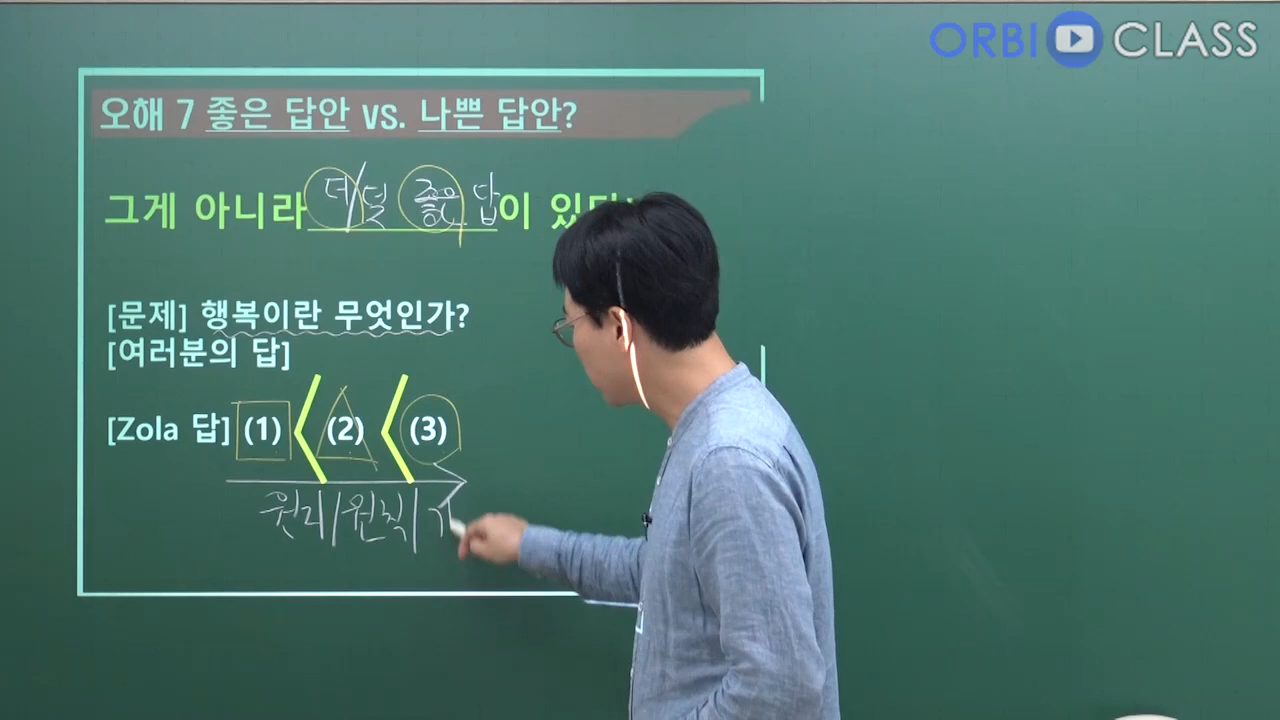 ORBI CLASS
오해 7 좋은 답안 vs. 나쁜 답안?
그게 아니라 더/덜 좋은 답이 있
[문제] 행복이란 무엇인가?
[여러분의 답]
[Zola 답] (1) < (2) < (3)
원리/원칙/